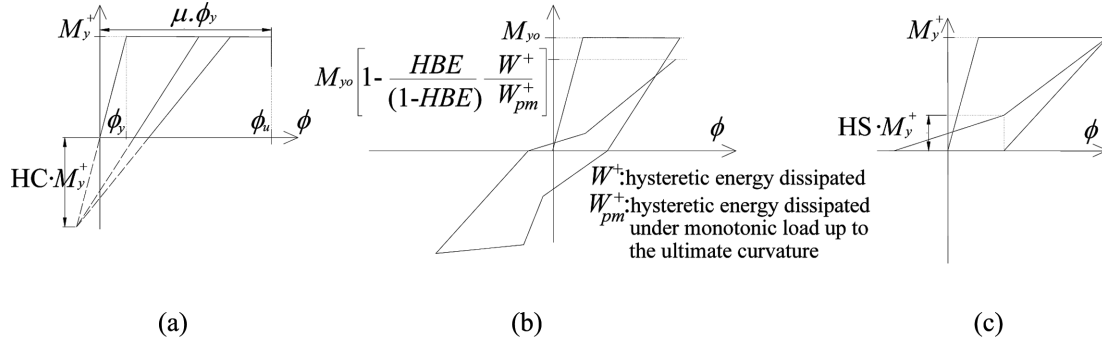 M_y^+
μ.ϕ_y
ϕ_y
ϕ_u
ϕ
HC·M_y^+
(a)
M_yo
M_yo[1- HBE/(1-HBE) W^+/W_pm^+]
ϕ
W^+:hysteretic energy dissipated
W_pm^+:hysteretic energy dissipated
under monotonic load up to
the ultimate curvature
(b)
M_y^+
HS·M_y^+
ϕ
(c)